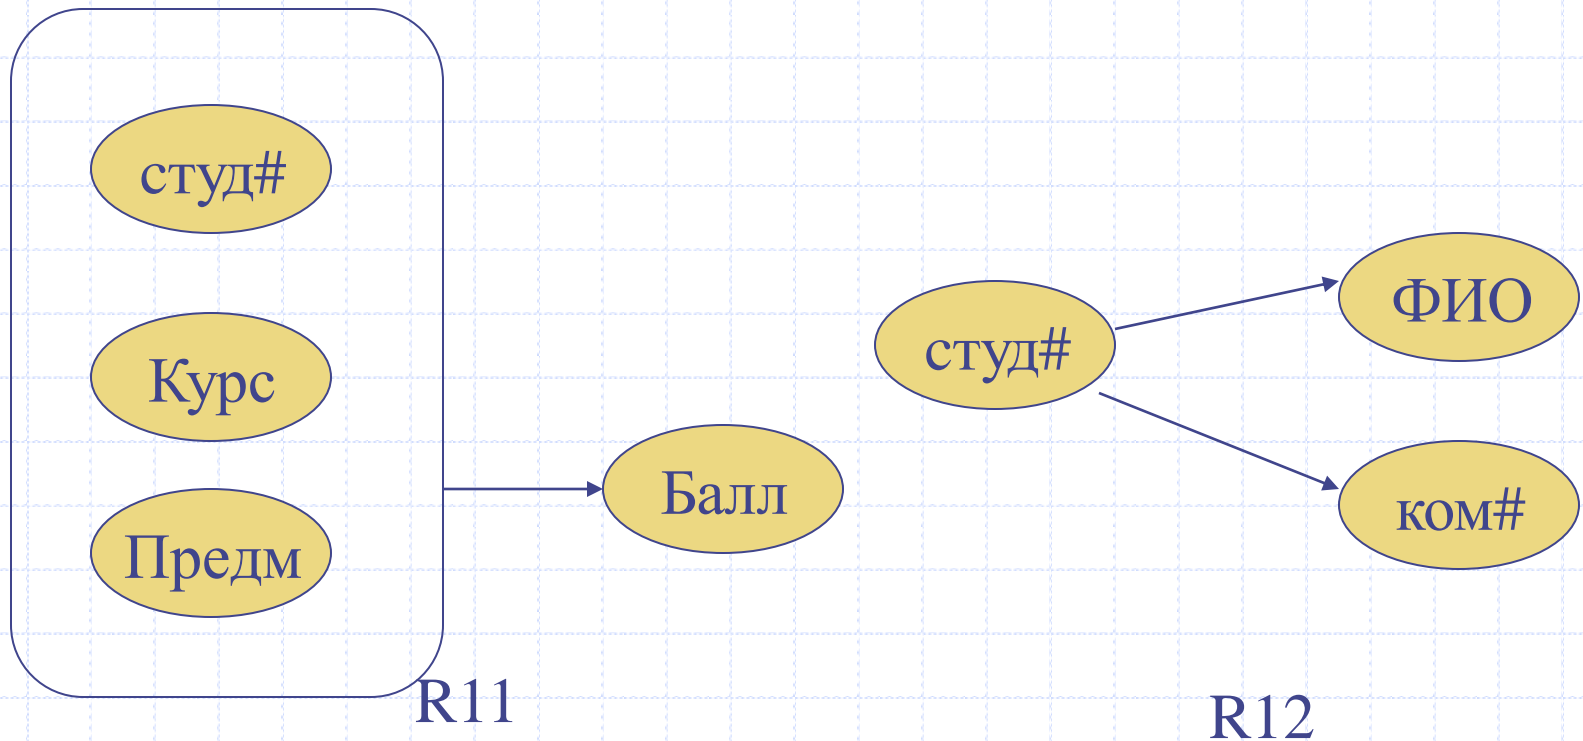 студ#
Курс
Предм
Балл
R11
студ#
ФИО
ком#
R12